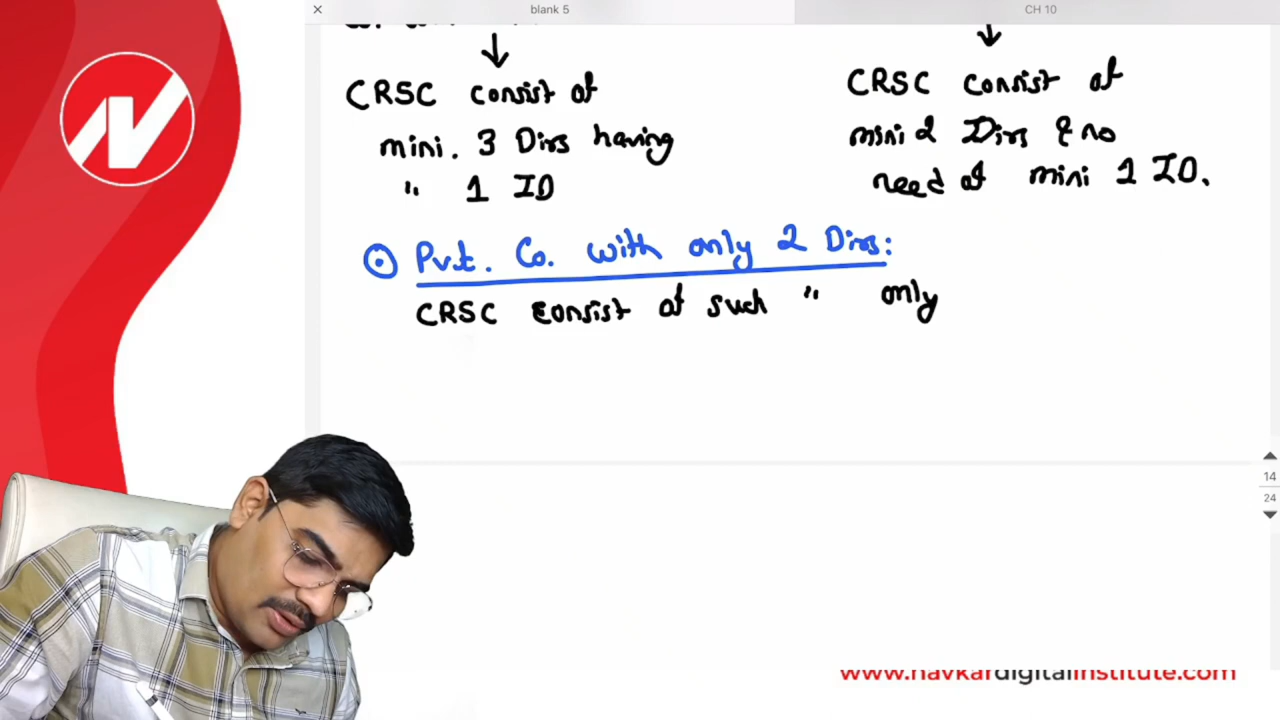 blank 5
CH 10
CRSC consist of
mini. 3 Dirs having
" 1 ID
CRSC consist of
mini 2 Dirs & no
need of mini 1 ID.
Pvt. Co. with only 2 Dirs:
CRSC consist of such " only
14
24
www.navkardigitalinstitute.com